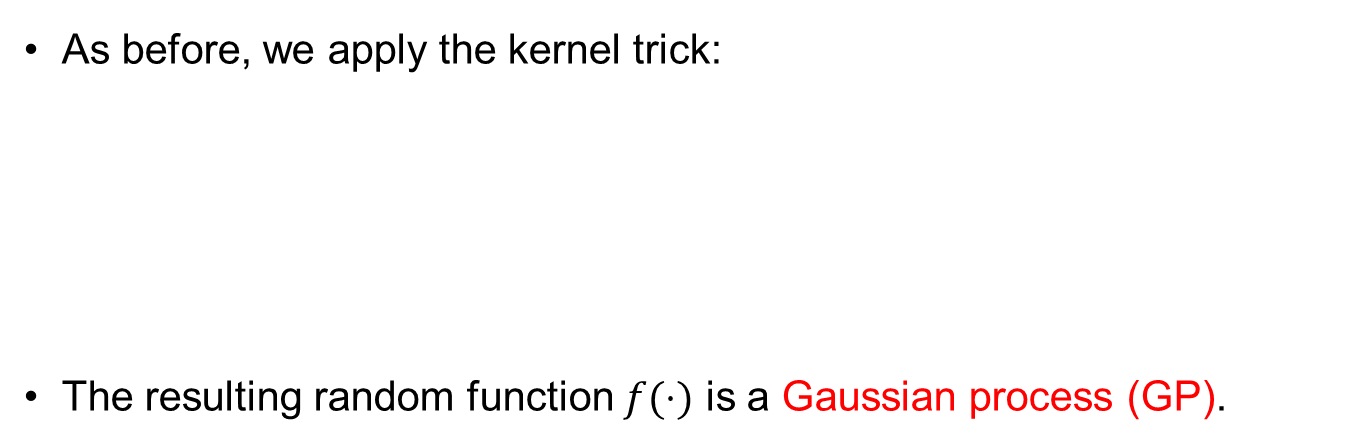 • As before, we apply the kernel trick:
• The resulting random function f(·) is a Gaussian process (GP).